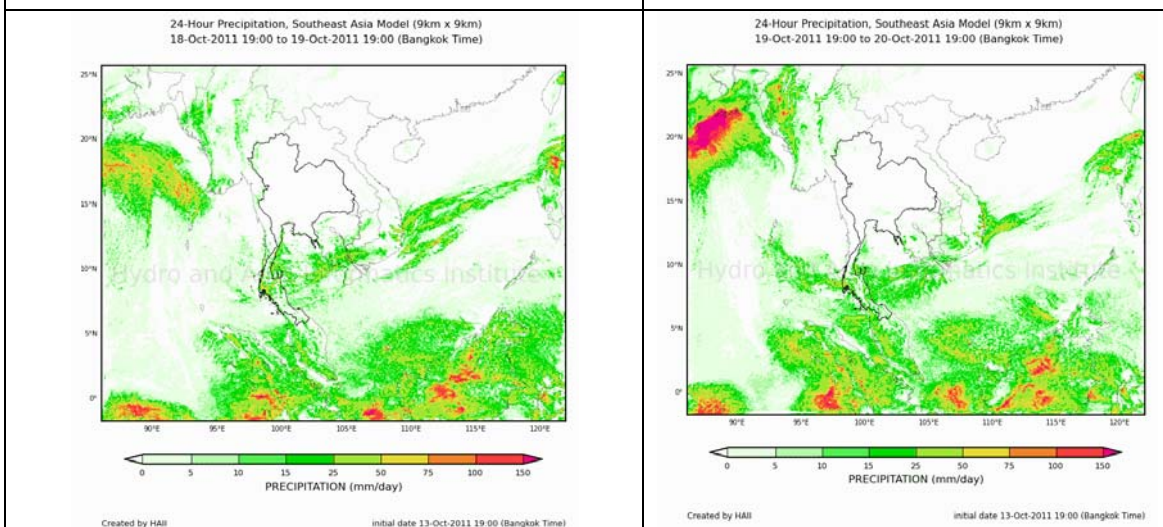 24-Hour Precipitation, Southeast Asia Model (9km x 9km)
18-Oct-2011 19:00 to 19-Oct-2011 19:00 (Bangkok Time)
25°N
20°N
15°N
10°N
5°N
0°
90°E
95°E
100°E
105°E
110°E
115°E
120°E
Hydro and Institute
0 5 10 15 25 50 75 100 150
PRECIPITATION (mm/day)
Created by HAII
initial date 13-Oct-2011 19:00 (Bangkok Time)
24-Hour Precipitation, Southeast Asia Model (9km x 9km)
19-Oct-2011 19:00 to 20-Oct-2011 19:00 (Bangkok Time)
25°N
20°N
15°N
10°N
5°N
0°
90°E
95°E
100°E
105°E
110°E
115°E
120°E
Hydro and Institute
0 5 10 15 25 50 75 100 150
PRECIPITATION (mm/day)
Created by HAII
initial date 13-Oct-2011 19:00 (Bangkok Time)